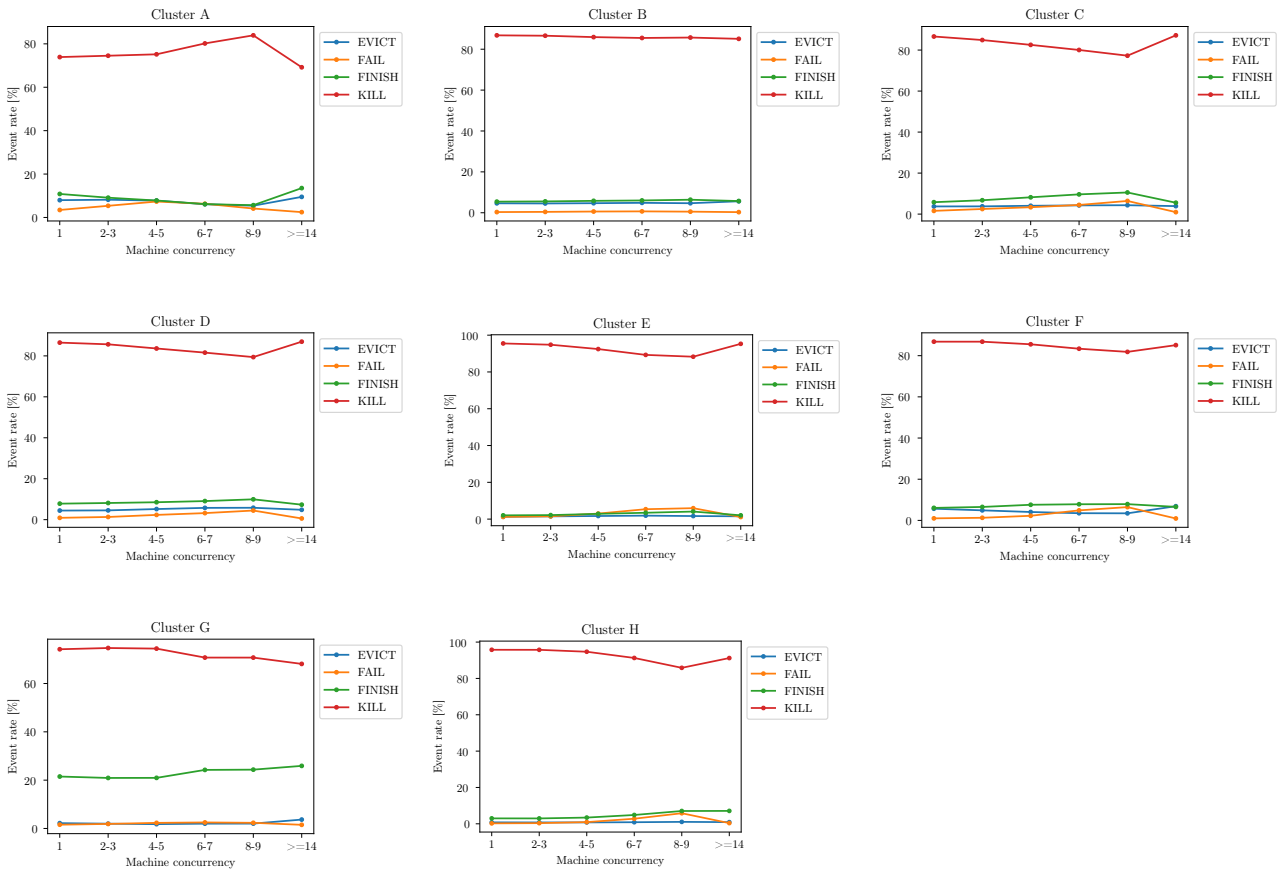 Cluster A
Event rate [%]
80
60
40
20
0
1 2-3 4-5 6-7 8-9 >=14
Machine concurrency
EVICT
FAIL
FINISH
KILL
Cluster B
Event rate [%]
80
60
40
20
0
1 2-3 4-5 6-7 8-9 >=14
Machine concurrency
EVICT
FAIL
FINISH
KILL
Cluster C
Event rate [%]
80
60
40
20
0
1 2-3 4-5 6-7 8-9 >=14
Machine concurrency
EVICT
FAIL
FINISH
KILL
Cluster D
Event rate [%]
80
60
40
20
0
1 2-3 4-5 6-7 8-9 >=14
Machine concurrency
EVICT
FAIL
FINISH
KILL
Cluster E
Event rate [%]
100
80
60
40
20
0
1 2-3 4-5 6-7 8-9 >=14
Machine concurrency
EVICT
FAIL
FINISH
KILL
Cluster F
Event rate [%]
80
60
40
20
0
1 2-3 4-5 6-7 8-9 >=14
Machine concurrency
EVICT
FAIL
FINISH
KILL
Cluster G
Event rate [%]
60
40
20
0
1 2-3 4-5 6-7 8-9 >=14
Machine concurrency
EVICT
FAIL
FINISH
KILL
Cluster H
Event rate [%]
100
80
60
40
20
0
1 2-3 4-5 6-7 8-9 >=14
Machine concurrency
EVICT
FAIL
FINISH
KILL